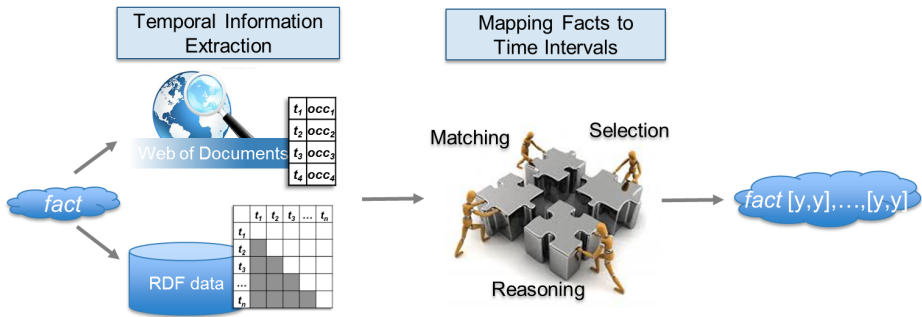 Temporal Information
Extraction
Mapping Facts to
Time Intervals
t1 occ1
t2 occ2
t3 occ3
t4 occ4
Web of Documents
Matching
Selection
Reasoning
fact
fact [y,y],…,[y,y]
t1 t2 t3 … tn
t1
t2
t3
…
tn
RDF data